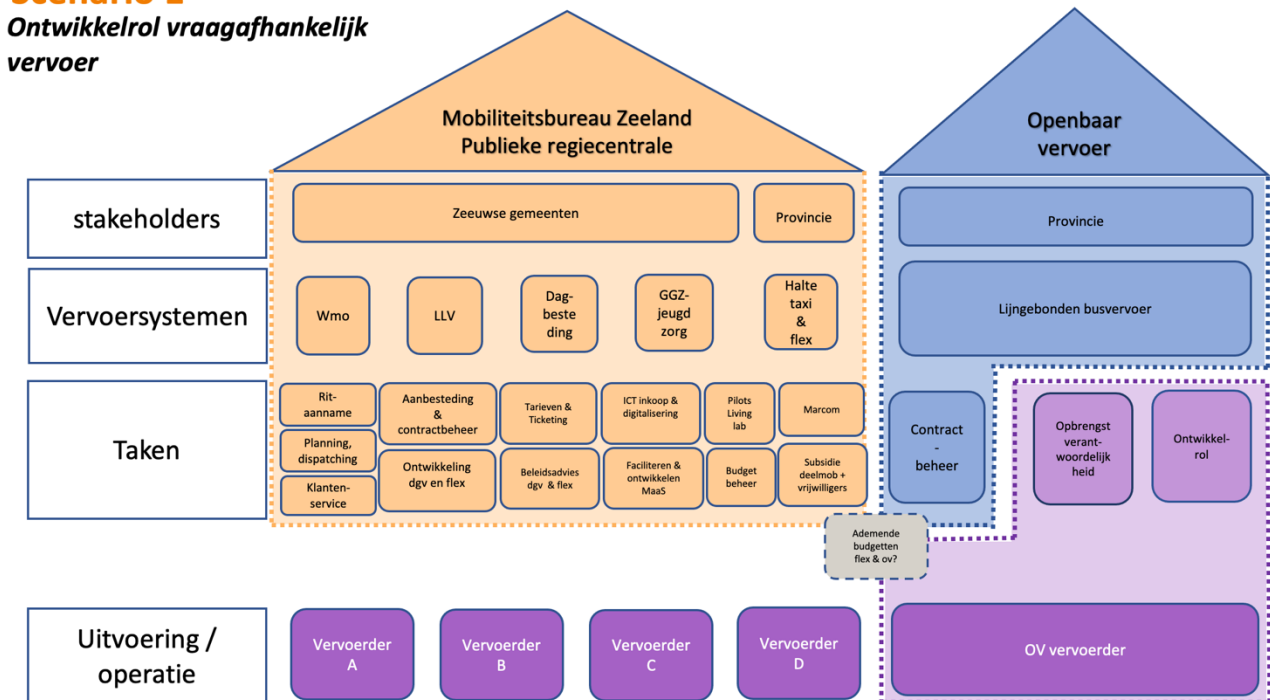 Ontwikkelrol vraagafhankelijk
vervoer
Mobiliteitsbureau Zeeland
Publieke regiecentrale
Openbaar
vervoer
stakeholders
Zeeuwse gemeenten
Provincie
Provincie
Vervoersystemen
Wmo
LLV
Dag-
beste
ding
GGZ-
jeugd
zorg
Halte
taxi
&
flex
Lijngebonden busvervoer
Taken
Rit-
aanname
Planning,
dispatching
Klanten-
service
Aanbesteding
&
contractbeheer
Ontwikkeling
dgv en flex
Tarieven &
Ticketing
Beleidsadvies
dgv & flex
ICT inkoop &
digitalisering
Faciliteren &
ontwikkelen
MaaS
Pilots
Living
lab
Budget
beheer
Marcom
Subsidie
deelmob +
vrijwilligers
Contract
-
beheer
Opbrengst
verant-
woordelijk
heid
Ontwikkel-
rol
Ademende
budgetten
flex & ov?
Uitvoering /
operatie
Vervoerder
A
Vervoerder
B
Vervoerder
C
Vervoerder
D
OV vervoerder